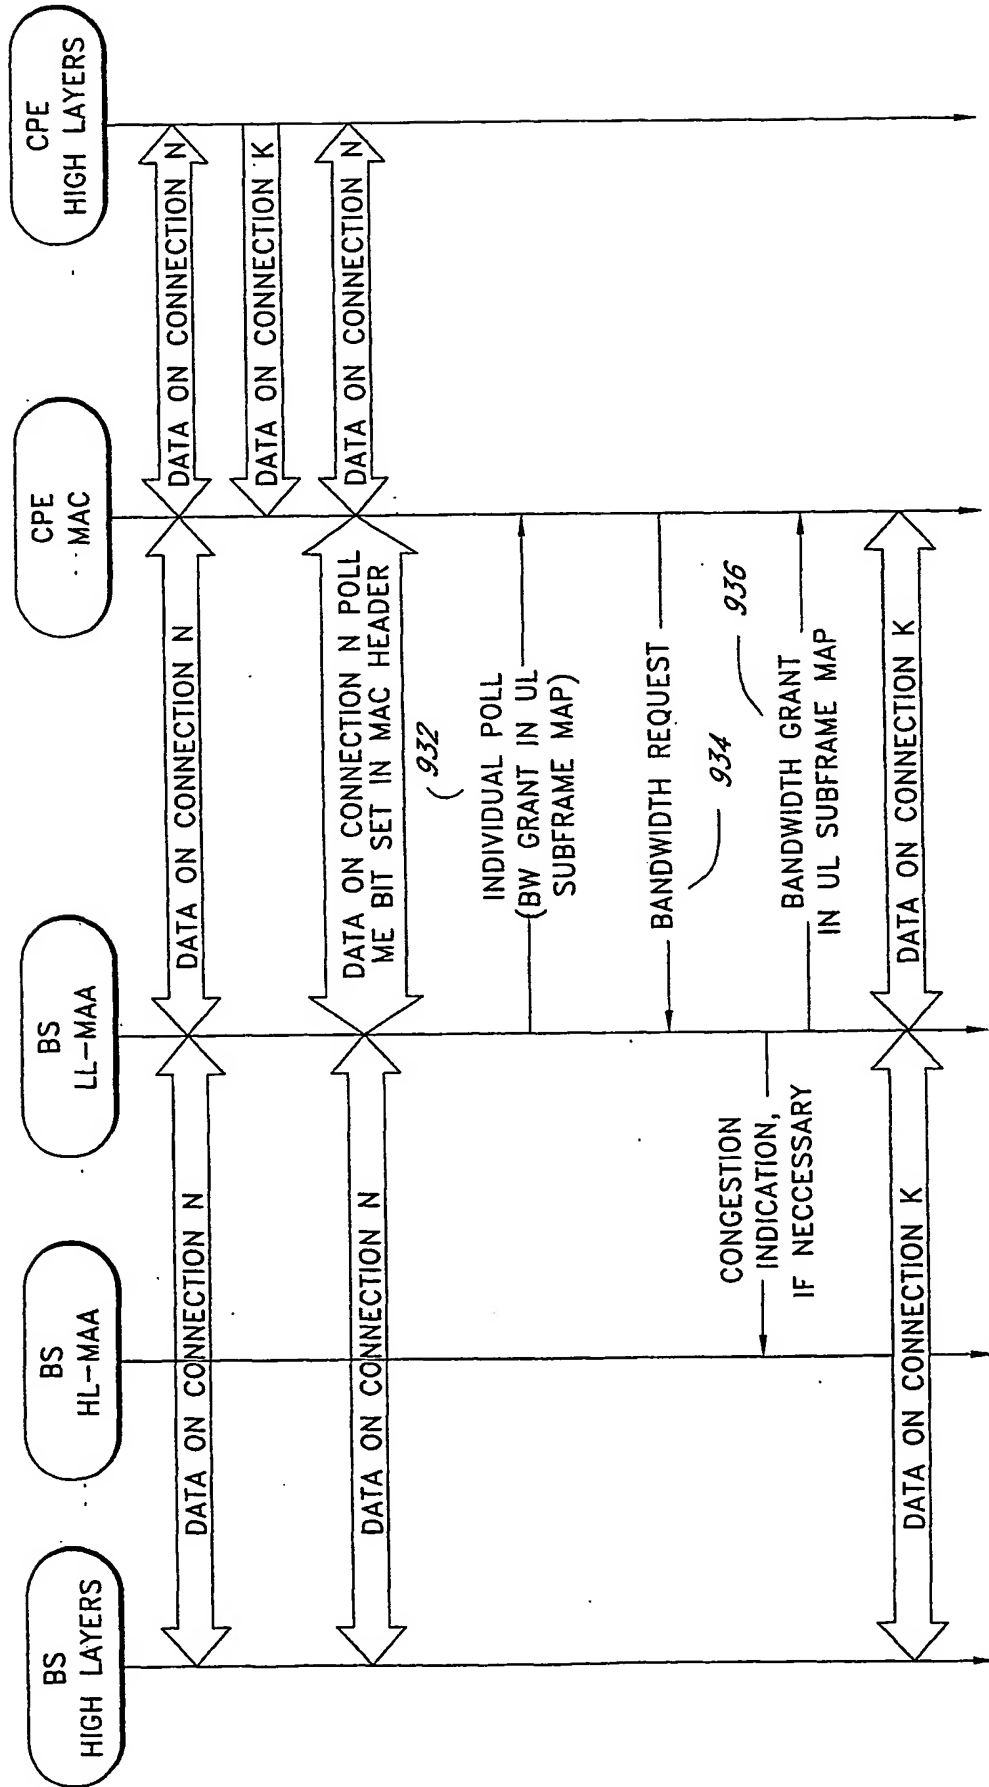 BS
HIGH LAYERS
BS
HL-MAA
BS
LL-MAA
CPE
MAC
CPE
HIGH LAYERS
DATA ON CONNECTION N
DATA ON CONNECTION N
DATA ON CONNECTION N
DATA ON CONNECTION K
DATA ON CONNECTION N
DATA ON CONNECTION N POLL
ME BIT SET IN MAC HEADER
DATA ON CONNECTION N
932
INDIVIDUAL POLL
(BW GRANT IN UL
SUBFRAME MAP)
BANDWIDTH REQUEST
934
CONGESTION
INDICATION,
IF NECCESSARY
936
BANDWIDTH GRANT
IN UL SUBFRAME MAP
DATA ON CONNECTION K
DATA ON CONNECTION K